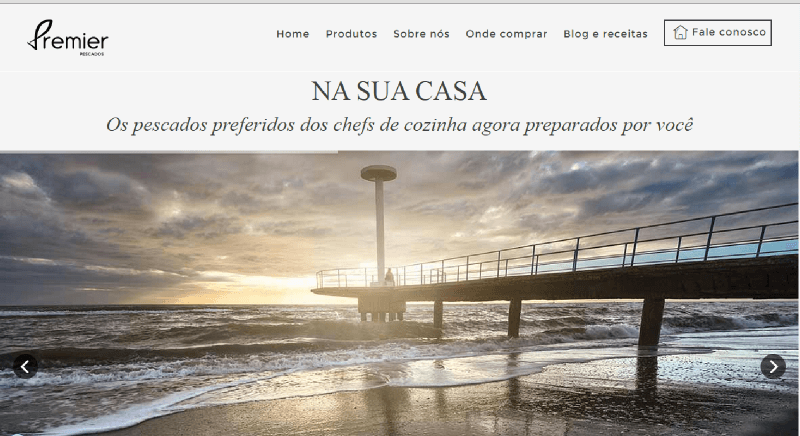 Premier
PESCADOS
Home Produtos Sobre nós Onde comprar Blog e receitas Fale conosco
NA SUA CASA
Os pescados preferidos dos chefs de cozinha agora preparados por você